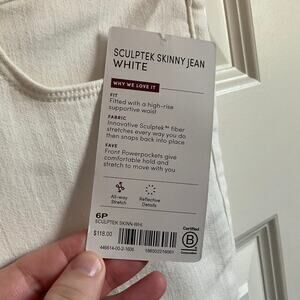 SCULPTEK SKINNY JEAN
WHITE
WHY WE LOVE IT
FIT
Fitted with a high-rise
supportive waist
FABRIC
Innovative Sculptek™ fiber
stretches every way you do
then snaps back into place
FAVE
Front Powerpockets give
comfortable hold and
stretch to move with you
All-way
Stretch
Reflective
Details
6P
SCULPTEK SKINN-WHI
$118.00
Certified
B
Corporation